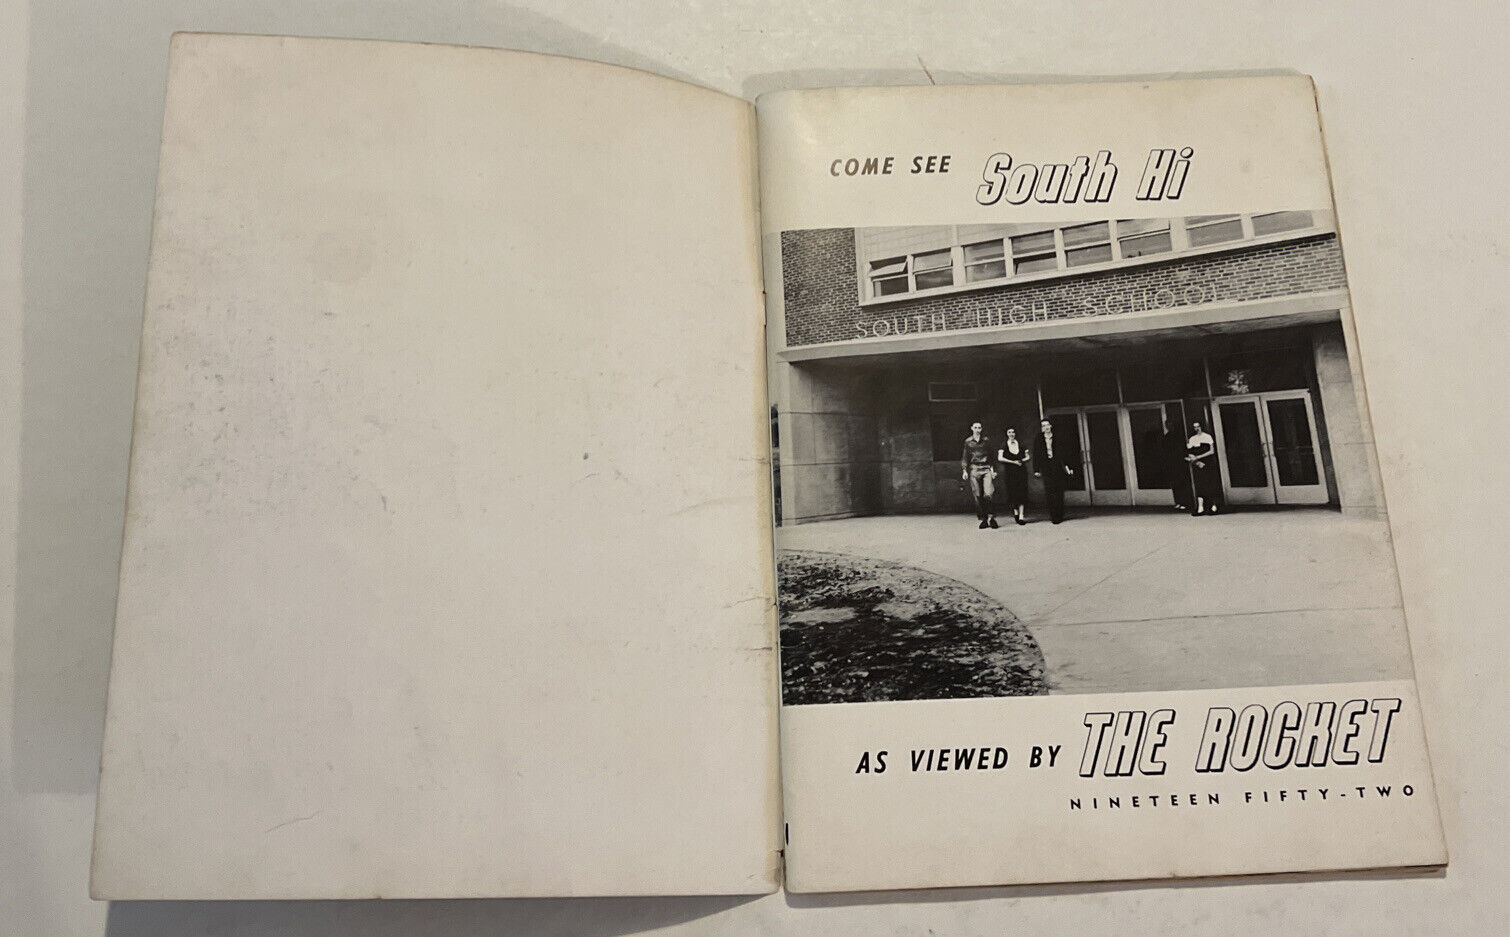 COME SEE South Hi
SOUTH HIGH SCHOOL
AS VIEWED BY THE ROCKET
NINETEEN FIFTY-TWO